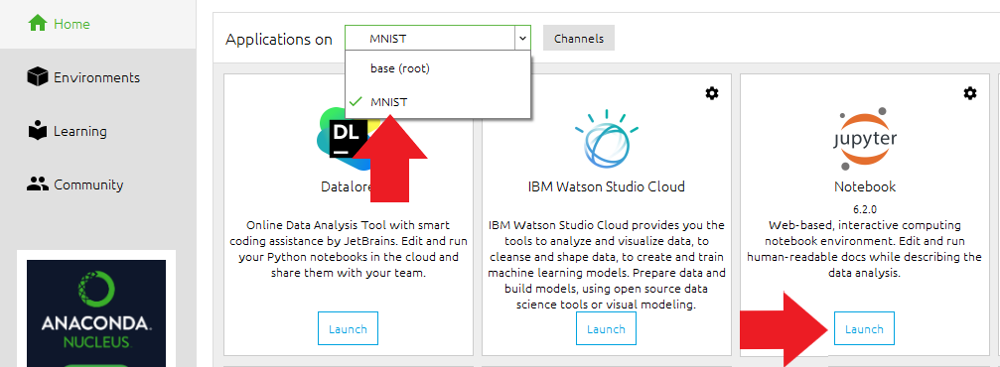 Home
Environments
Learning
Community
ANACONDA.
NUCLEUS
Applications on
MNIST
Channels
base (root)
MNIST
DL
Datalore
Online Data Analysis Tool with smart
coding assistance by JetBrains. Edit and run
your Python notebooks in the cloud and
share them with your team.
Launch
IBM Watson Studio Cloud
IBM Watson Studio Cloud provides you the
tools to analyze and visualize data, to
cleanse and shape data, to create and train
machine learning models. Prepare data and
build models, using open source data
science tools or visual modeling.
Launch
jupyter
Notebook
6.2.0
Web-based, interactive computing
notebook environment. Edit and run
human-readable docs while describing the
data analysis.
Launch